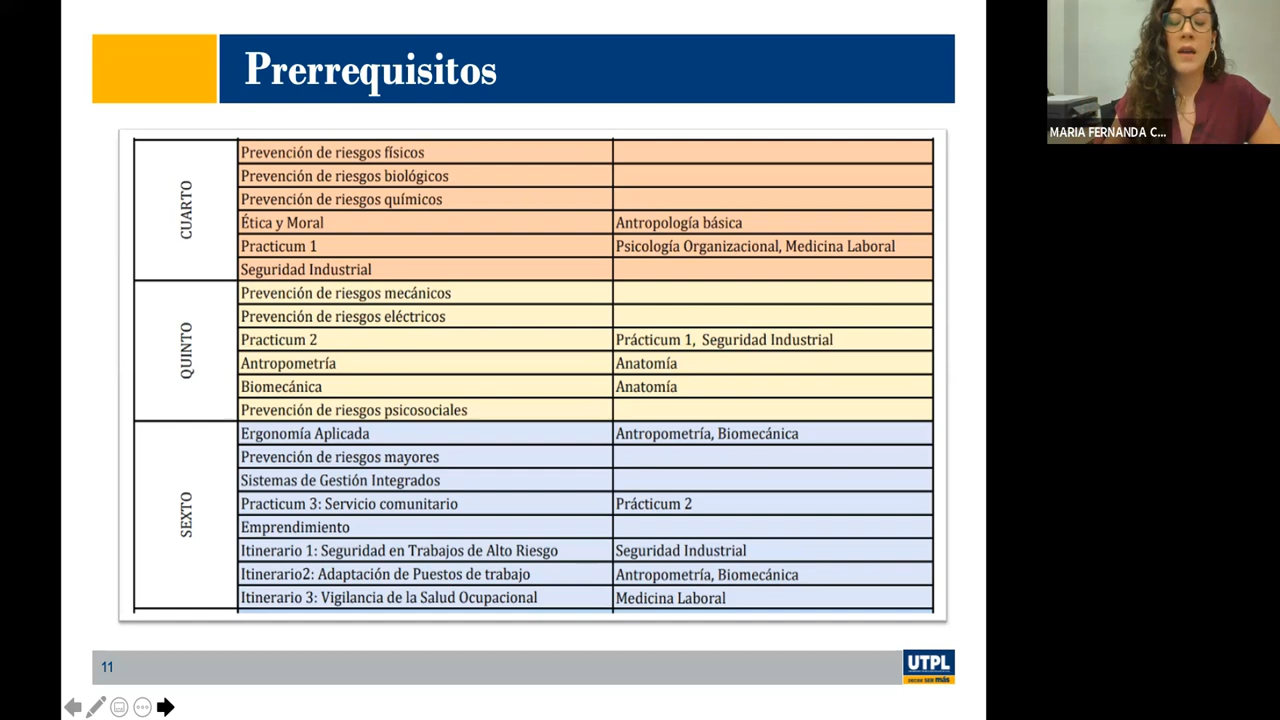 Prerrequisitos
MARIA FERNANDA C...
CUARTO
Prevención de riesgos físicos
Prevención de riesgos biológicos
Prevención de riesgos químicos
Ética y Moral Antropología básica
Practicum 1 Psicología Organizacional, Medicina Laboral
Seguridad Industrial
QUINTO
Prevención de riesgos mecánicos
Prevención de riesgos eléctricos
Practicum 2 Prácticum 1, Seguridad Industrial
Antropometría Anatomía
Biomecánica Anatomía
Prevención de riesgos psicosociales
SEXTO
Ergonomía Aplicada Antropometría, Biomecánica
Prevención de riesgos mayores
Sistemas de Gestión Integrados
Practicum 3: Servicio comunitario Prácticum 2
Emprendimiento
Itinerario 1: Seguridad en Trabajos de Alto Riesgo Seguridad Industrial
Itinerario2: Adaptación de Puestos de trabajo Antropometría, Biomecánica
Itinerario 3: Vigilancia de la Salud Ocupacional Medicina Laboral
11
UTPL
DECIDE SER más